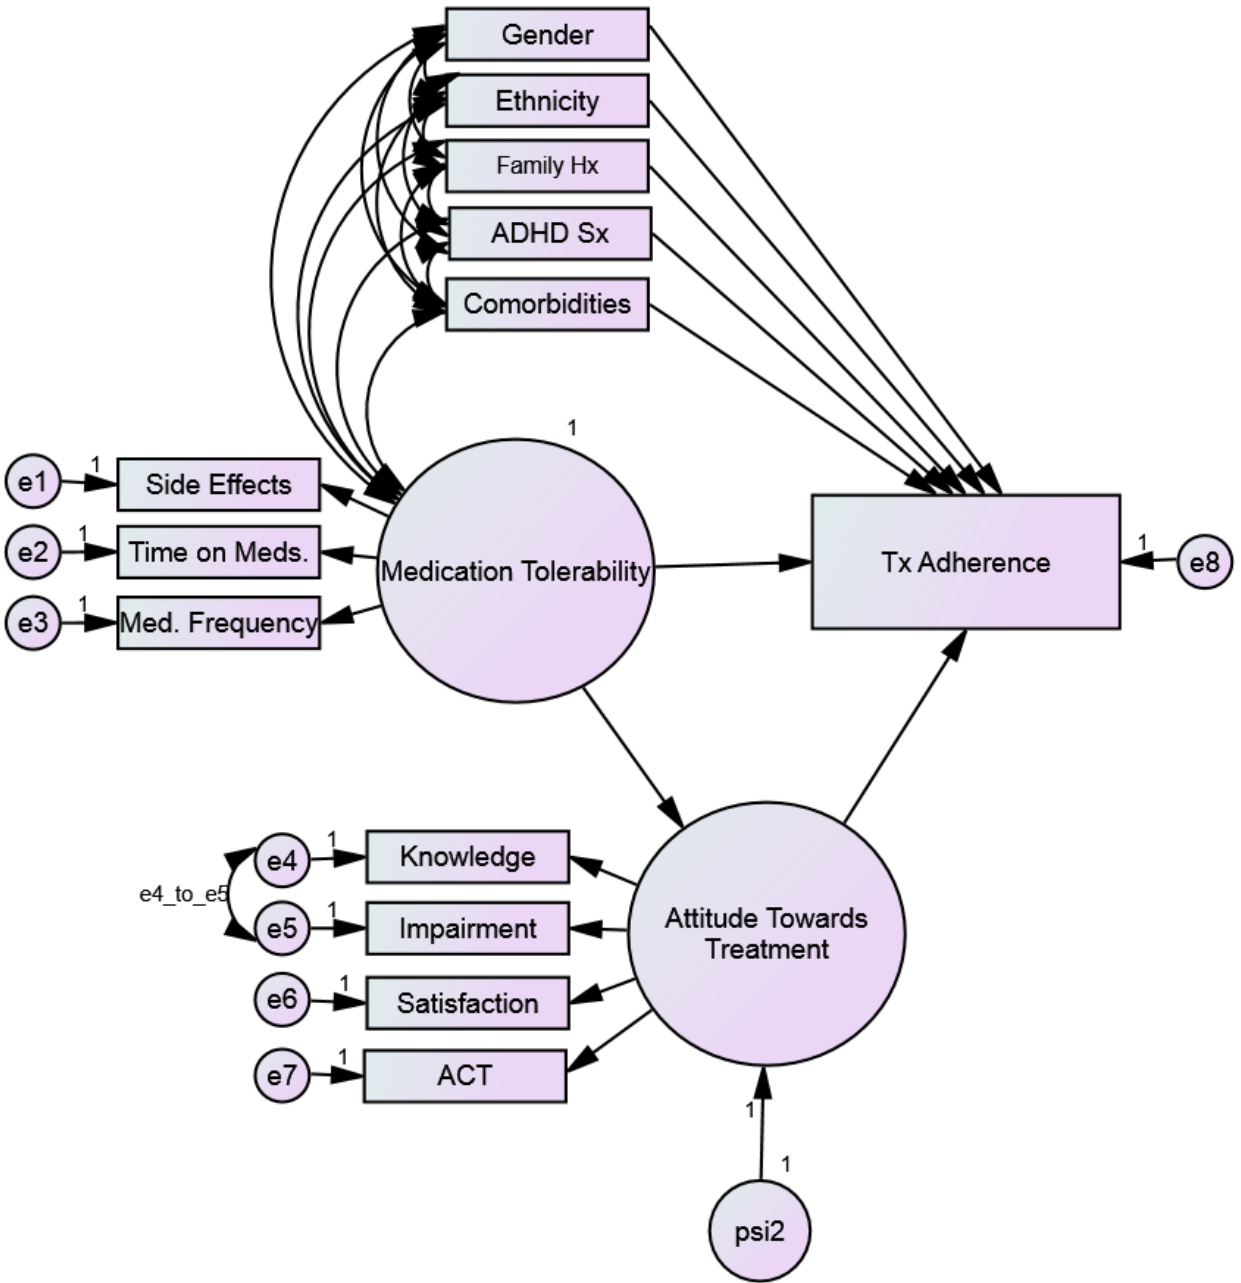 Gender
Ethnicity
Family Hx
ADHD Sx
Comorbidities
1
e1
1
Side Effects
e2
1
Time on Meds.
e3
1
Med. Frequency
Medication Tolerability
Tx Adherence
1
e8
e4_to_e5
e4
1
Knowledge
e5
1
Impairment
e6
1
Satisfaction
e7
1
ACT
Attitude Towards
Treatment
1
1
psi2